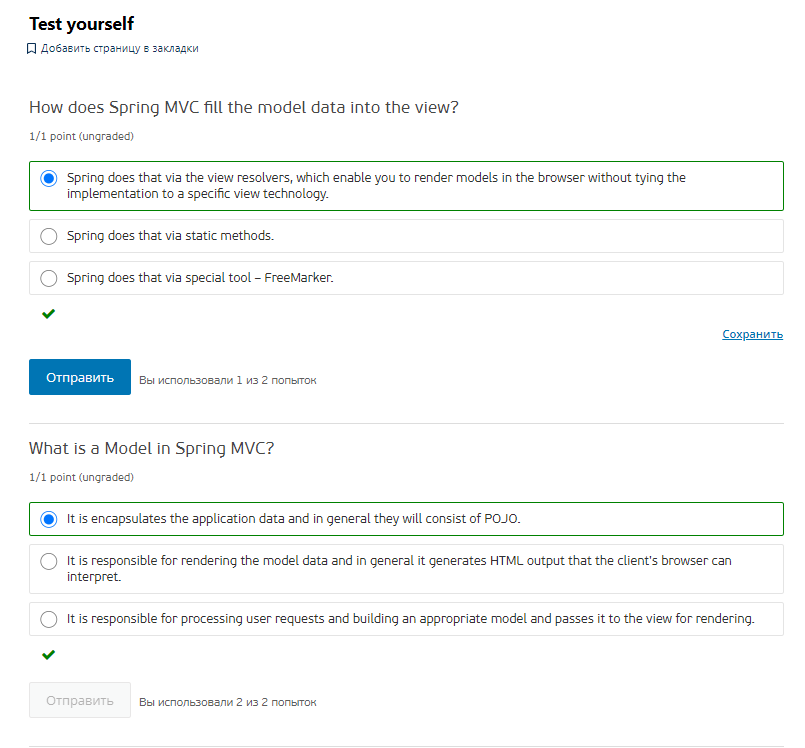 Test yourself
Добавить страницу в закладки
How does Spring MVC fill the model data into the view?
1/1 point (ungraded)
Spring does that via the view resolvers, which enable you to render models in the browser without tying the
implementation to a specific view technology.
Spring does that via static methods.
Spring does that via special tool – FreeMarker.
Сохранить
Отправить
Вы использовали 1 из 2 попыток
What is a Model in Spring MVC?
1/1 point (ungraded)
It is encapsulates the application data and in general they will consist of POJO.
It is responsible for rendering the model data and in general it generates HTML output that the client's browser can
interpret.
It is responsible for processing user requests and building an appropriate model and passes it to the view for rendering.
Отправить
Вы использовали 2 из 2 попыток